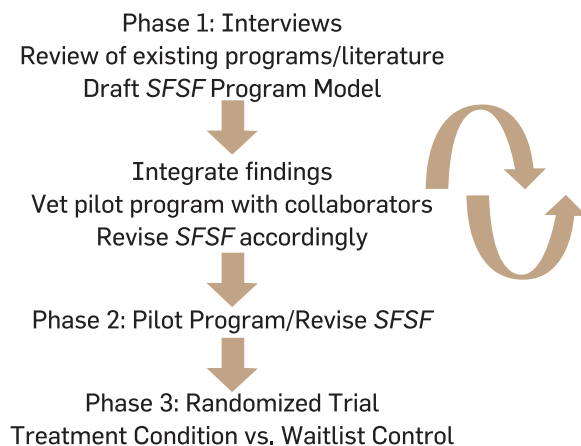 Phase 1: Interviews
Review of existing programs/literature
Draft SFSF Program Model
Integrate findings
Vet pilot program with collaborators
Revise SFSF accordingly
Phase 2: Pilot Program/Revise SFSF
Phase 3: Randomized Trial
Treatment Condition vs. Waitlist Control